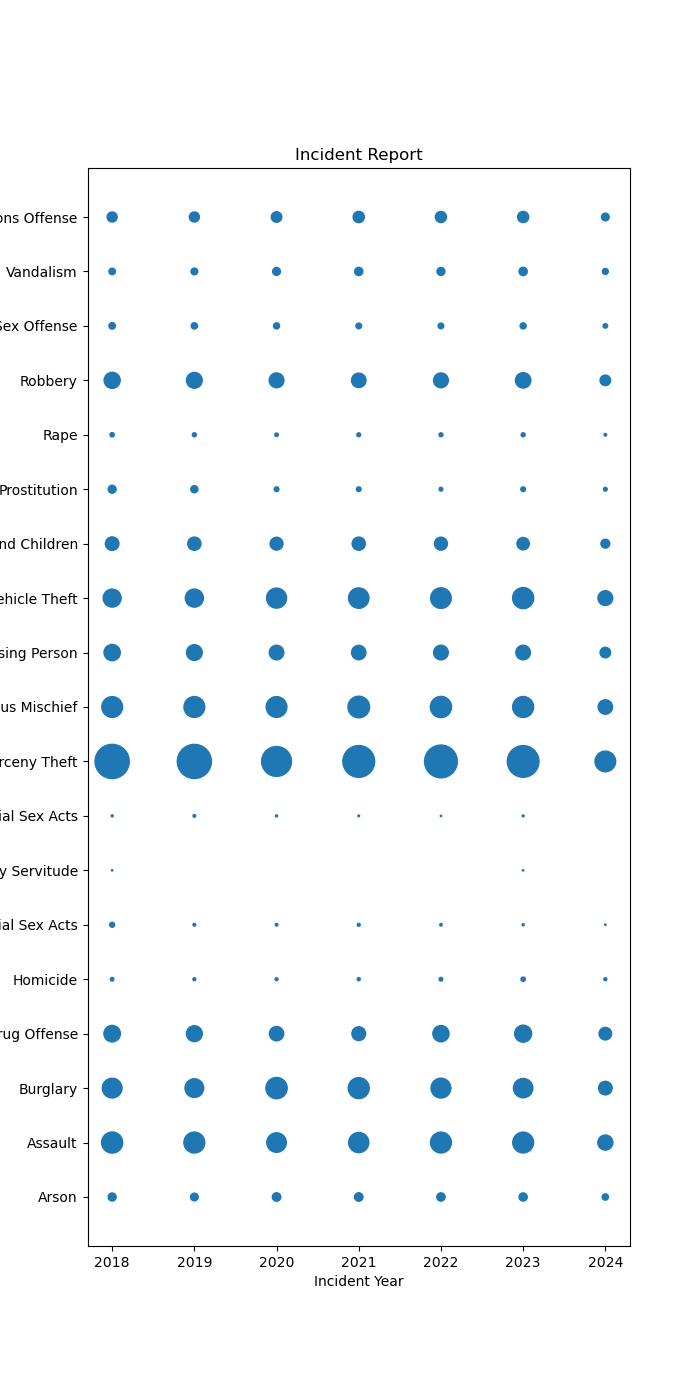 Incident Report
ons Offense
Vandalism
Sex Offense
Robbery
Rape
Prostitution
nd Children
ehicle Theft
sing Person
us Mischief
rceny Theft
ial Sex Acts
y Servitude
ial Sex Acts
Homicide
rug Offense
Burglary
Assault
Arson
2018 2019 2020 2021 2022 2023 2024
Incident Year